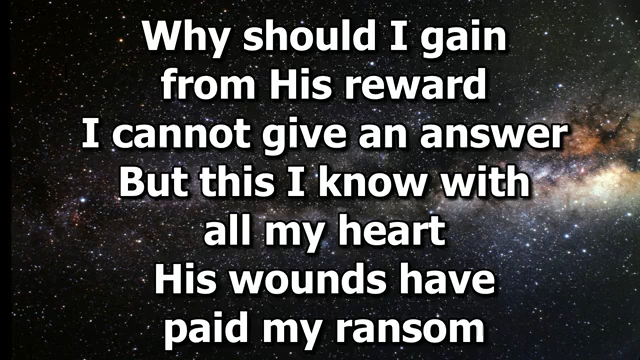 Why should I gain
from His reward
I cannot give an answer
But this I know with
all my heart
His wounds have
paid my ransom